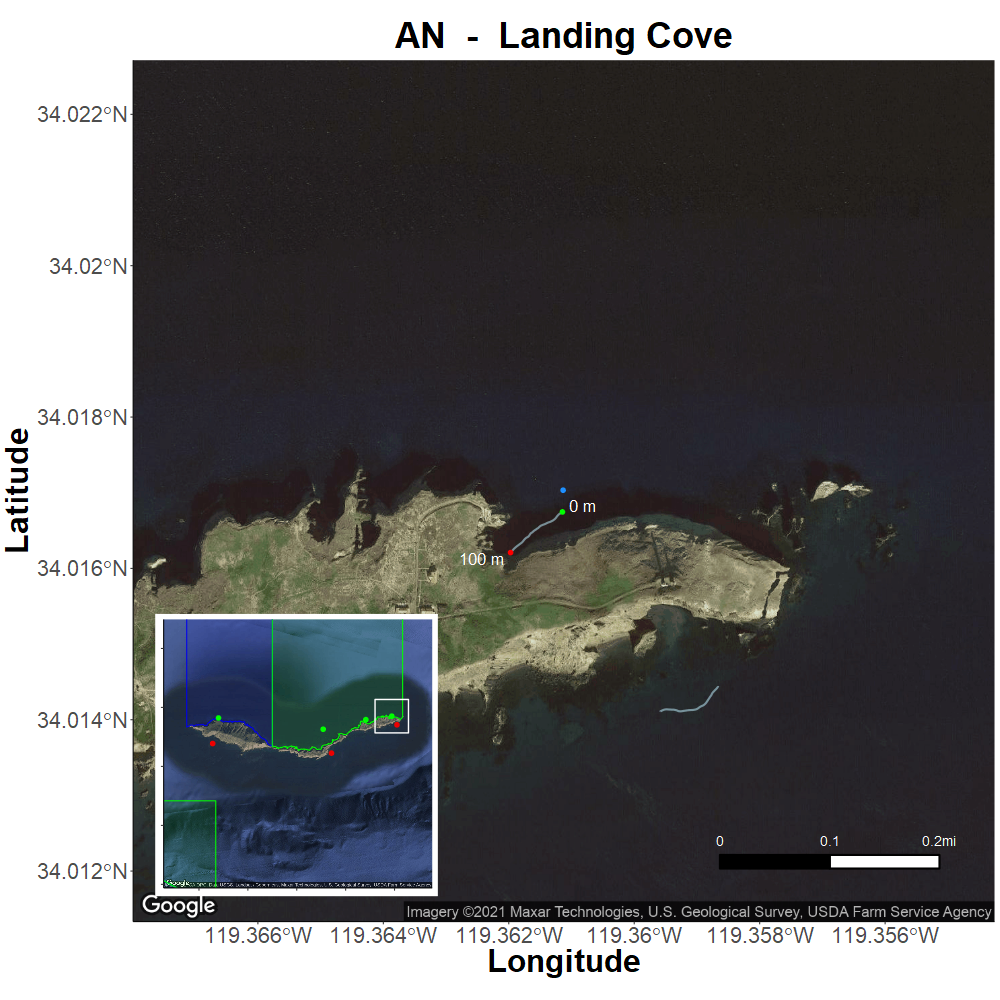 AN - Landing Cove
Latitude
34.022°N
34.02°N
34.018°N
34.016°N
34.014°N
34.012°N
0 m
100 m
0 0.1 0.2mi
Google
Google
Imagery ©2021 Maxar Technologies, U.S. Geological Survey, USDA Farm Service Agency
119.366°W 119.364°W 119.362°W 119.36°W 119.358°W 119.356°W
Longitude